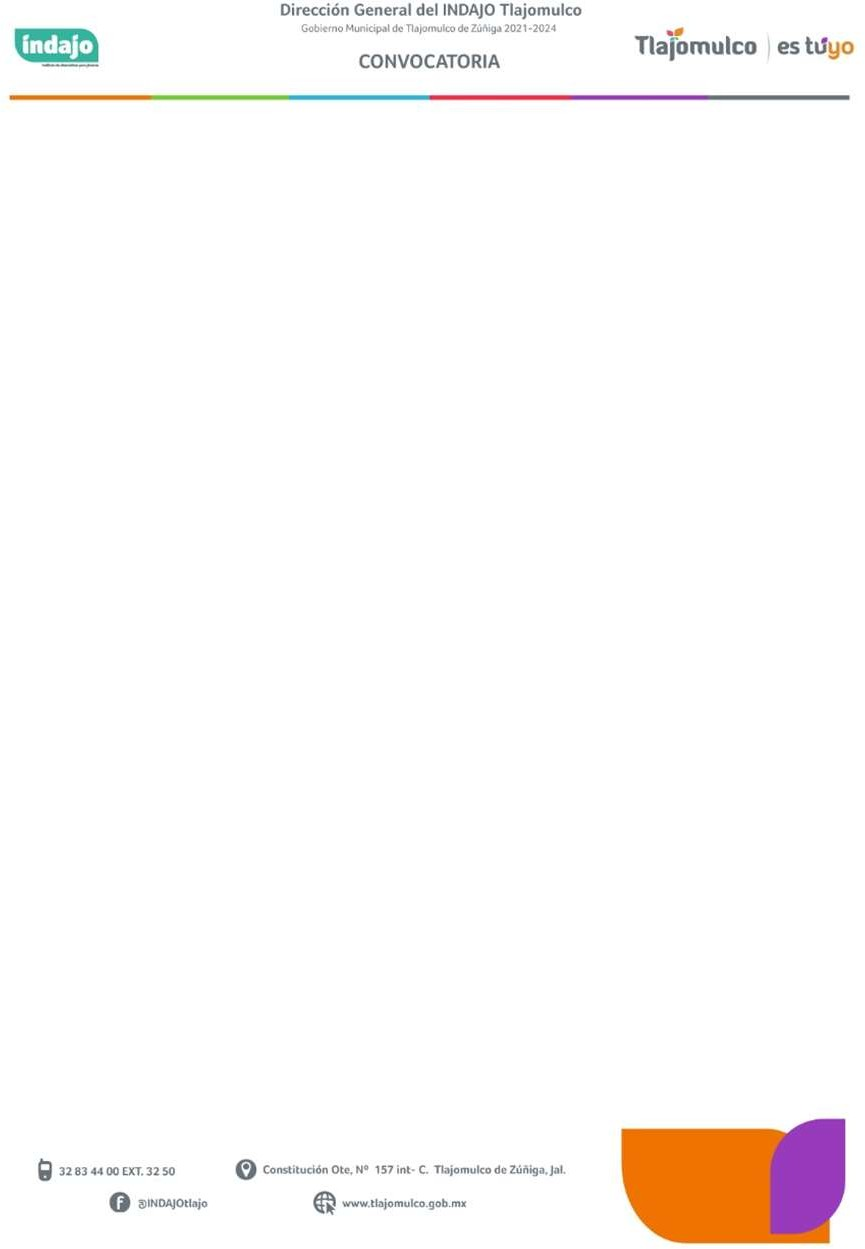 Dirección General del INDAJO Tlajomulco
Gobierno Municipal de Tlajomulco de Zúñiga 2021-2024
CONVOCATORIA
índajo
Tlajomulco | es tuyo
32 83 44 00 EXT. 32 50
Constitución Ote, Nº 157 int- C. Tlajomulco de Zúñiga, Jal.
@INDAJOtlajo
www.tlajomulco.gob.mx